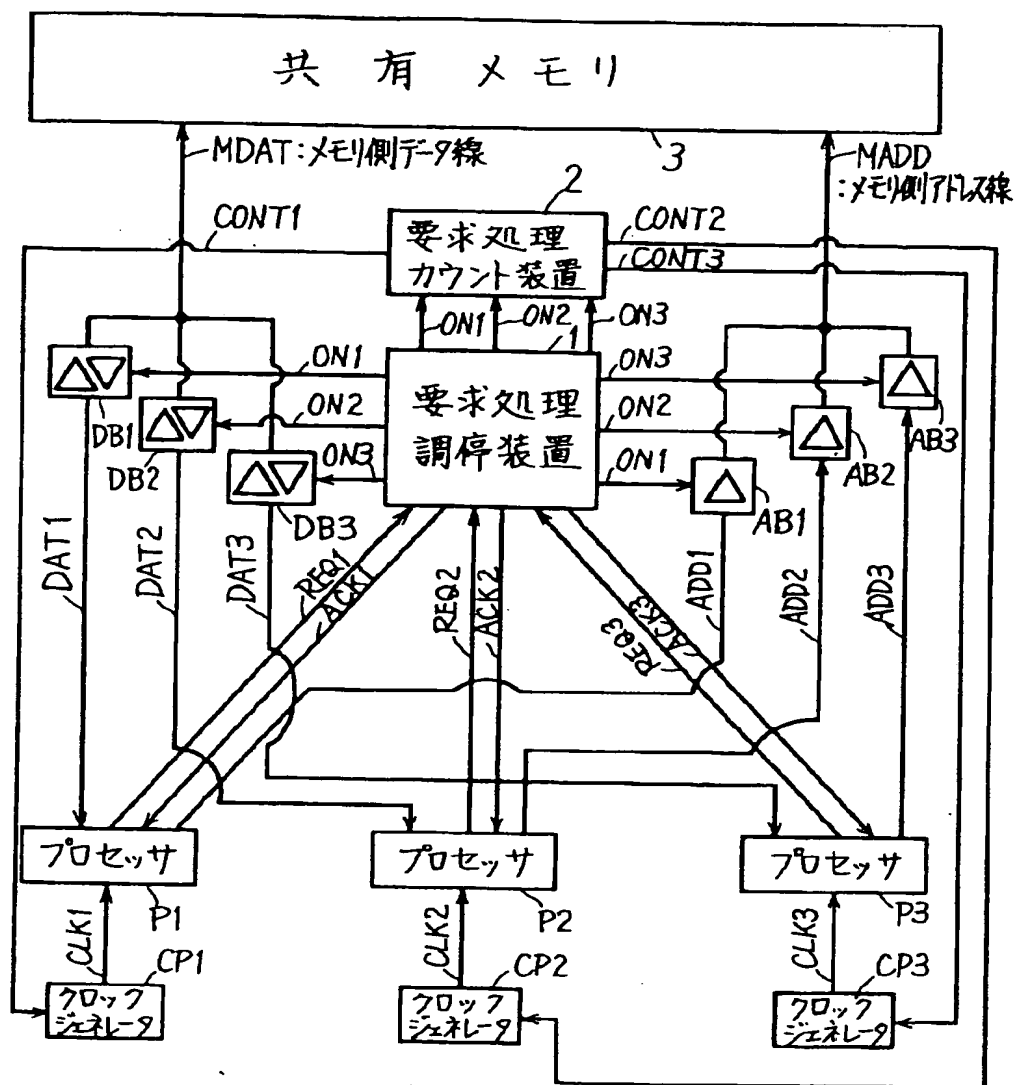 共有メモリ
MDAT:メモリ側データ線
3
MADD
:メモリ側アドレス線
2
CONT1
要求処理
カウント装置
CONT2
CONT3
ON1
ON2
ON3
1
ON1
要求処理
調停装置
ON3
DB1
ON2
ON2
AB3
DB2
ON3
ON1
AB2
DB3
AB1
DAT1
DAT2
DAT3
REQ1
ACK1
REQ2
ACK2
REQ3
ACK3
ADD1
ADD2
ADD3
プロセッサ
プロセッサ
プロセッサ
P1
P2
P3
CLK1
CP1
CLK2
CP2
CLK3
CP3
クロック
ジェネレータ
クロック
ジェネレータ
クロック
ジェネレータ